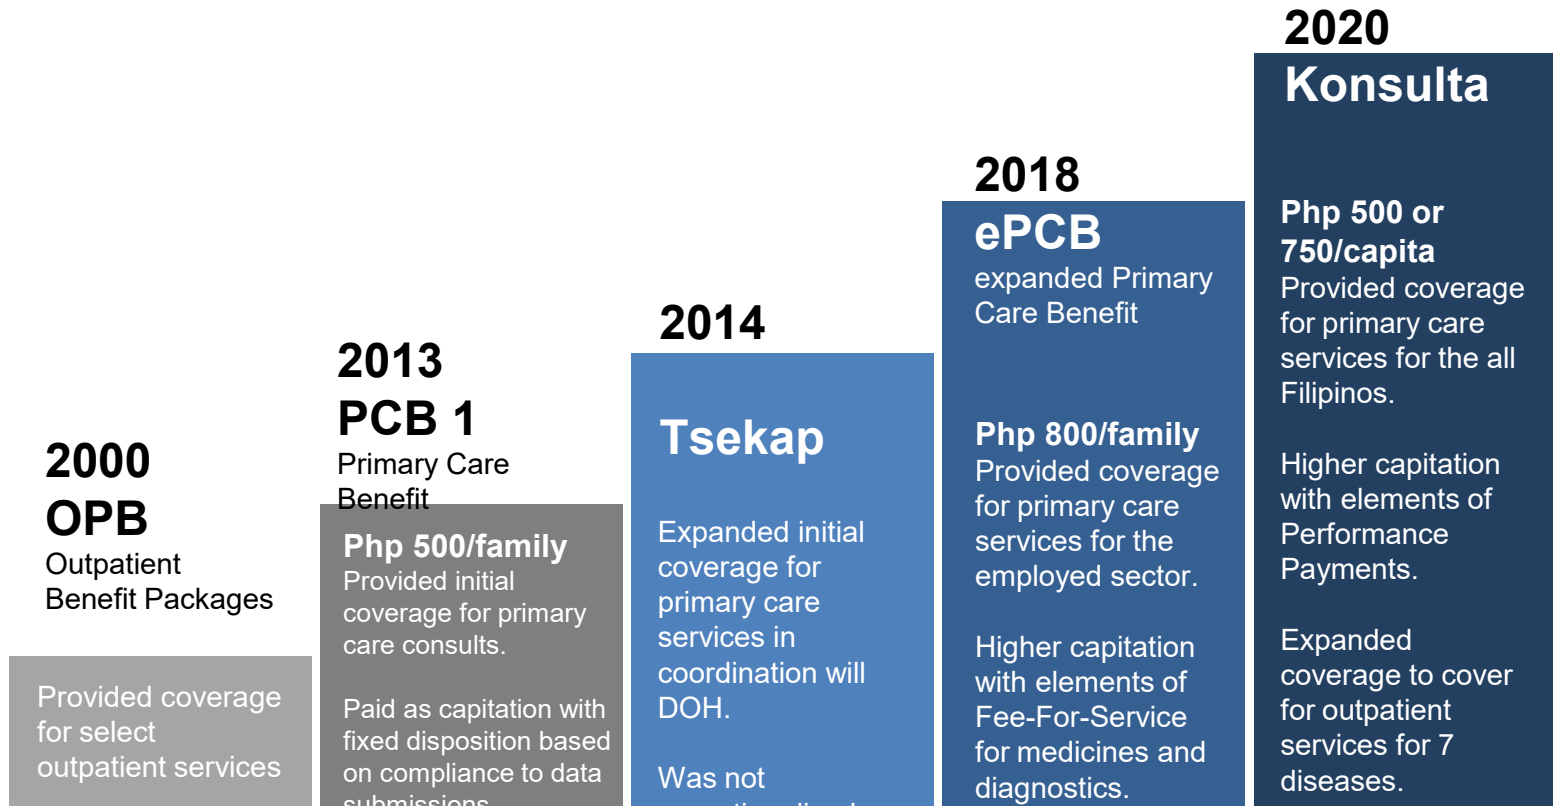 2000
OPB
Outpatient
Benefit Packages
Provided coverage
for select
outpatient services
2013
PCB 1
Primary Care
Benefit
Php 500/family
Provided initial
coverage for primary
care consults.
Paid as capitation with
fixed disposition based
on compliance to data
submissions
2014
Tsekap
Expanded initial
coverage for
primary care
services in
coordination will
DOH.
Was not
2018
ePCB
expanded Primary
Care Benefit
Php 800/family
Provided coverage
for primary care
services for the
employed sector.
Higher capitation
with elements of
Fee-For-Service
for medicines and
diagnostics.
2020
Konsulta
Php 500 or
750/capita
Provided coverage
for primary care
services for the all
Filipinos.
Higher capitation
with elements of
Performance
Payments.
Expanded
coverage to cover
for outpatient
services for 7
diseases.